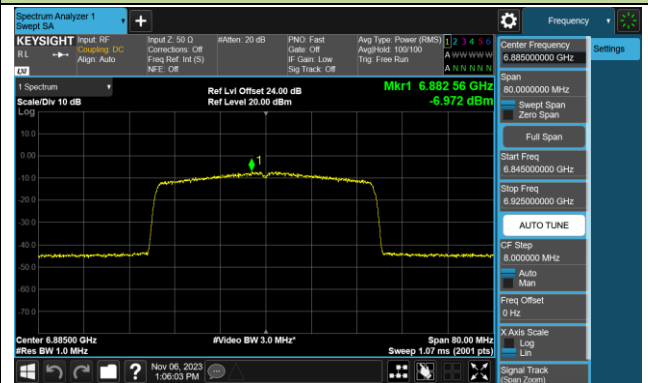 Spectrum Analyzer 1
Swept SA
+
Frequency
KEYSIGHT
RL
LXI
Input: RF
Coupling: DC
Align: Auto
Input Z: 50 Ω
Corrections: Off
Freq Ref: Int (S)
NFE: Off
#Atten: 20 dB
PNO: Fast
Gate: Off
IF Gain: Low
Sig Track: Off
Avg Type: Power (RMS)
Avg|Hold: 100/100
Trig: Free Run
1 2 3 4 5 6
A W W W W W
A N N N N N
1 Spectrum
Scale/Div 10 dB
Ref Lvl Offset 24.00 dB
Ref Level 20.00 dBm
Mkr1 6.882 56 GHz
-6.972 dBm
Log
10.0
0.00
-10.0
-20.0
-30.0
-40.0
-50.0
-60.0
-70.0
1
Center 6.88500 GHz
#Res BW 1.0 MHz
#Video BW 3.0 MHz*
Span 80.00 MHz
Sweep 1.07 ms (2001 pts)
Nov 06, 2023
1:06:03 PM
?
Center Frequency
6.885000000 GHz
Settings
Span
80.0000000 MHz
Swept Span
Zero Span
Full Span
Start Freq
6.845000000 GHz
Stop Freq
6.925000000 GHz
AUTO TUNE
CF Step
8.000000 MHz
Auto
Man
Freq Offset
0 Hz
X Axis Scale
Log
Lin
Signal Track
(Span Zoom)